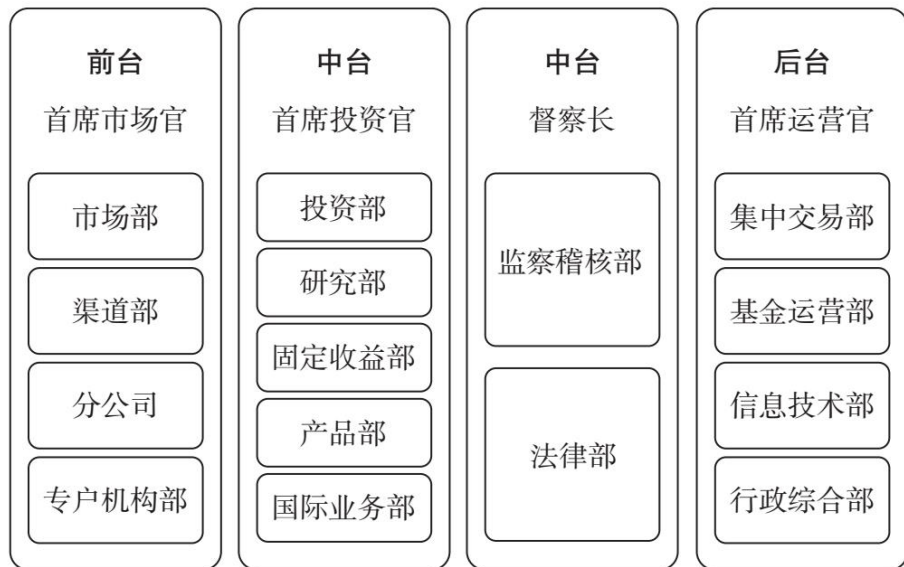 前台
首席市场官
市场部
渠道部
分公司
专户机构部
中台
首席投资官
投资部
研究部
固定收益部
产品部
国际业务部
中台
督察长
监察稽核部
法律部
后台
首席运营官
集中交易部
基金运营部
信息技术部
行政综合部